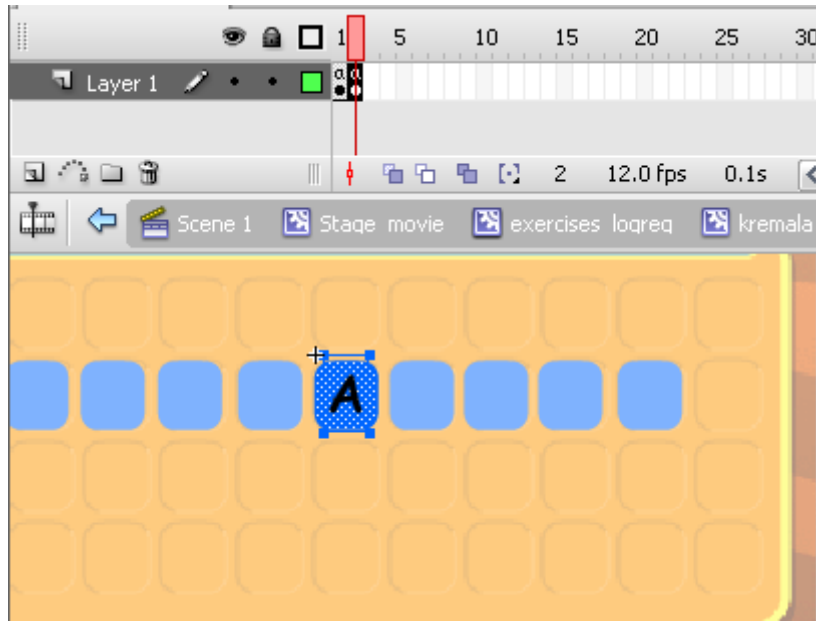 1 5 10 15 20 25 30
Layer 1
2 12.0 fps 0.1s
Scene 1 Stage movie exercises logreg kremala
A